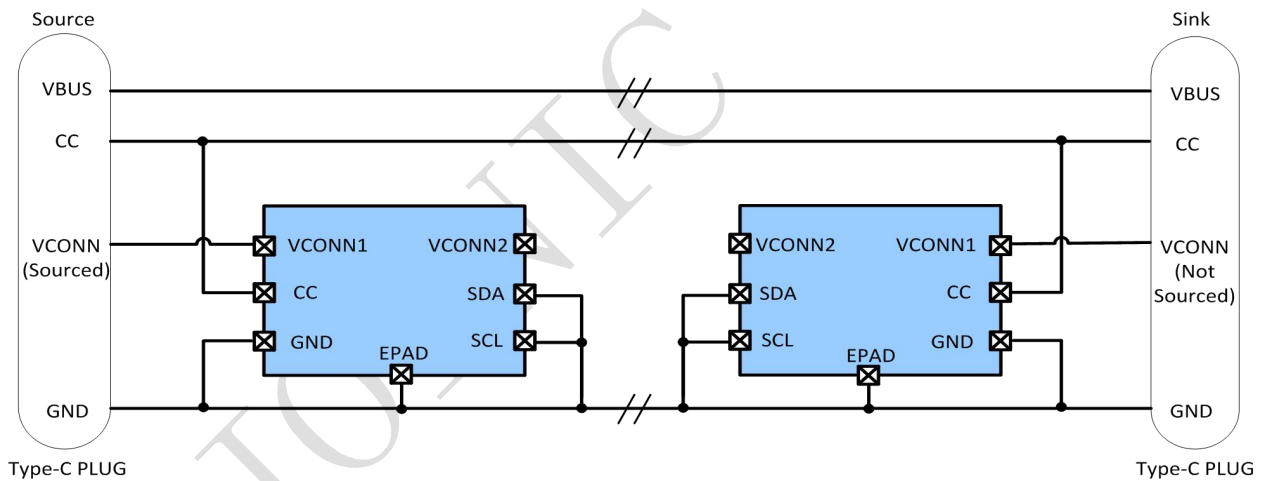 Source
Sink
VBUS
VBUS
CC
CC
VCONN
(Sourced)
VCONN1
VCONN2
VCONN2
VCONN1
VCONN
(Not
Sourced)
CC
SDA
SDA
CC
GND
SCL
SCL
GND
EPAD
EPAD
GND
GND
Type-C PLUG
Type-C PLUG